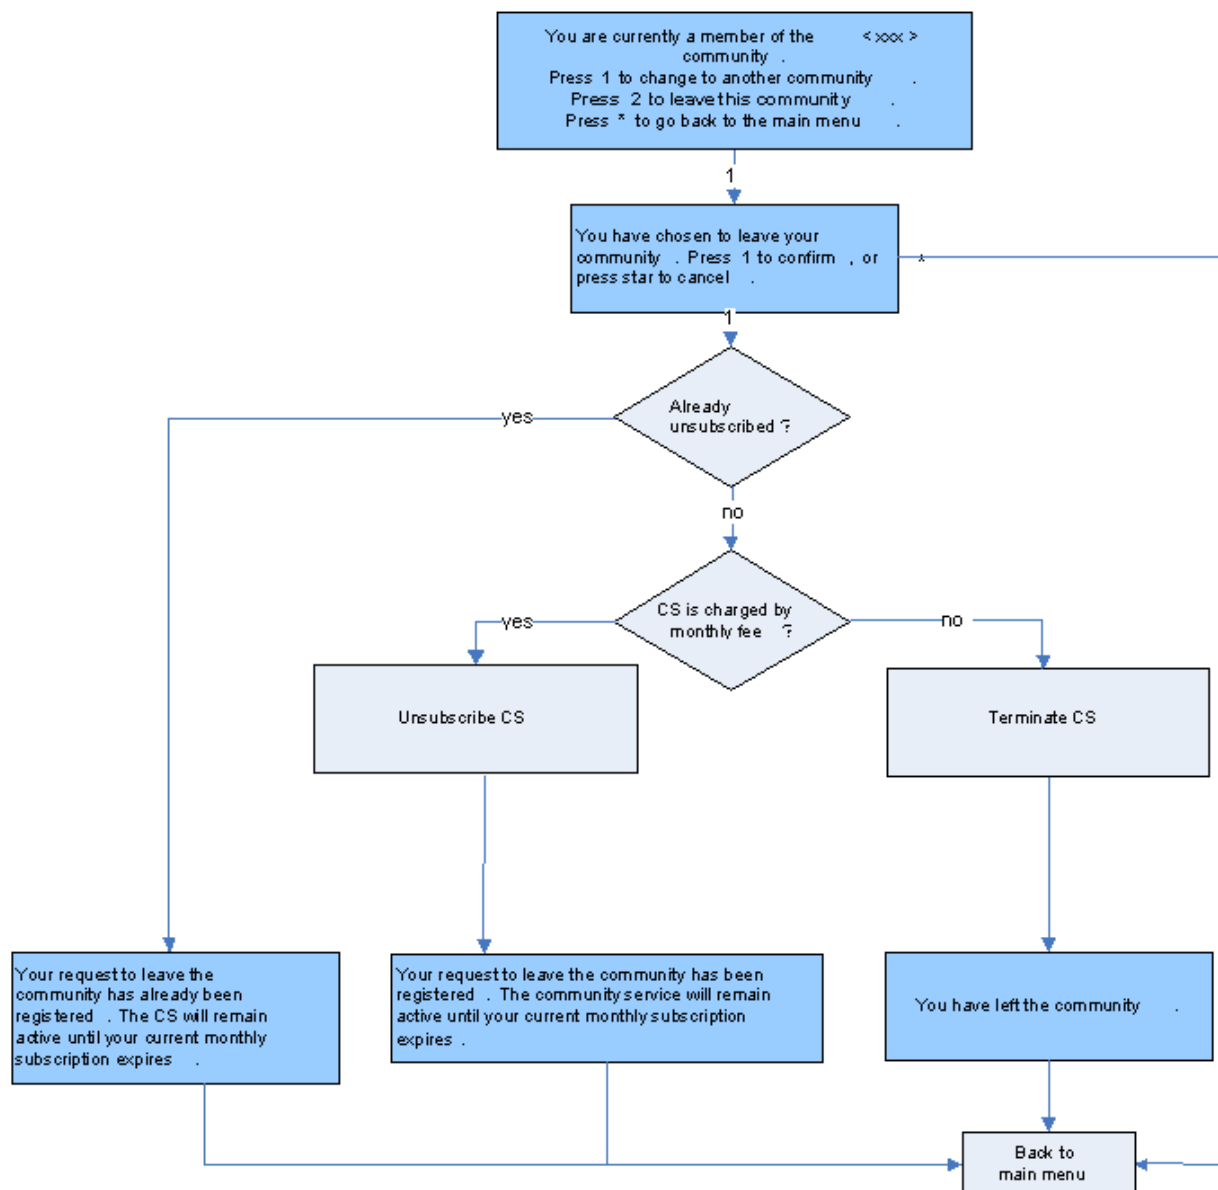 You are currently a member of the < xxx >
community .
Press 1 to change to another community .
Press 2 to leave this community .
Press * to go back to the main menu .
1
You have chosen to leave your
community . Press 1 to confirm , or
press star to cancel .
*
1
Already
unsubscribed ?
yes
no
CS is charged by
monthly fee ?
yes
no
Unsubscribe CS
Terminate CS
Your request to leave the
community has already been
registered . The CS will remain
active until your current monthly
subscription expires .
Your request to leave the community has been
registered . The community service will remain
active until your current monthly subscription
expires .
You have left the community .
Back to
main menu